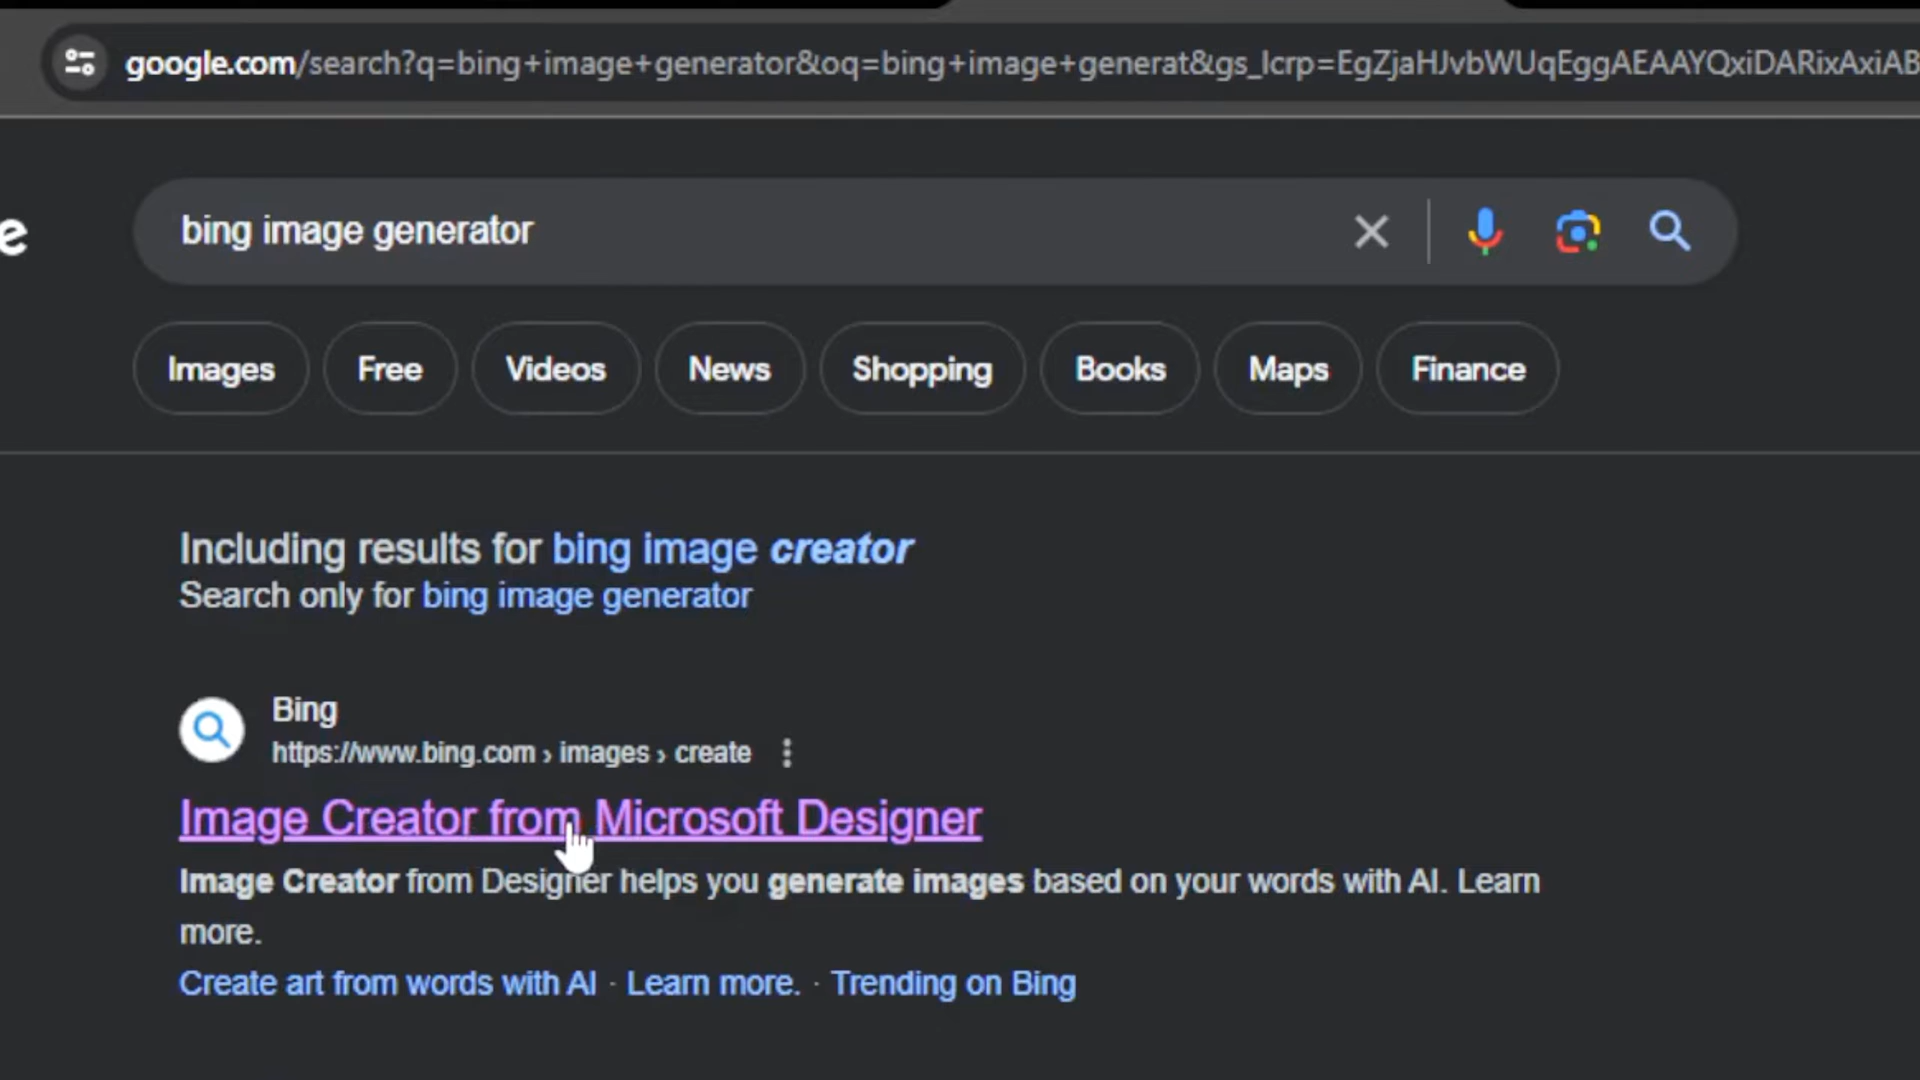 google.com/search?q=bing+image+generator&oq=bing+image+generat&gs_lcrp=EgZjaHJvbWUqEggAEAAYQxiDARixAxiAB
e
bing image generator
Images Free Videos News Shopping Books Maps Finance
Including results for bing image creator
Search only for bing image generator
Bing
https://www.bing.com › images › create
Image Creator from Microsoft Designer
Image Creator from Designer helps you generate images based on your words with AI. Learn
more.
Create art from words with AI · Learn more. · Trending on Bing